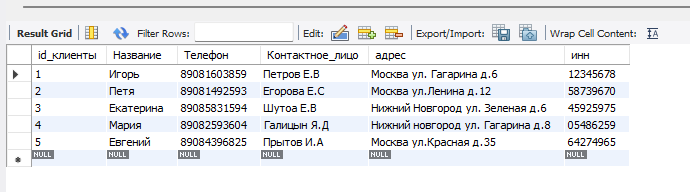 Result Grid Filter Rows: Edit: Export/Import: Wrap Cell Content:
id_клиенты Название Телефон Контактное_лицо адрес инн
1 Игорь 89081603859 Петров Е.В Москва ул. Гагарина д.6 12345678
2 Петя 89081492593 Егорова Е.С Москва ул.Ленина д.12 58739670
3 Екатерина 89085831594 Шутоа Е.В Нижний Новгород ул. Зеленая д.6 45925975
4 Мария 89082593604 Галицын Я.Д Нижний новгород ул. Гагарина д.8 05486259
5 Евгений 89084396825 Прытов И.А Москва ул.Красная д.35 64274965
NULL NULL NULL NULL NULL NULL